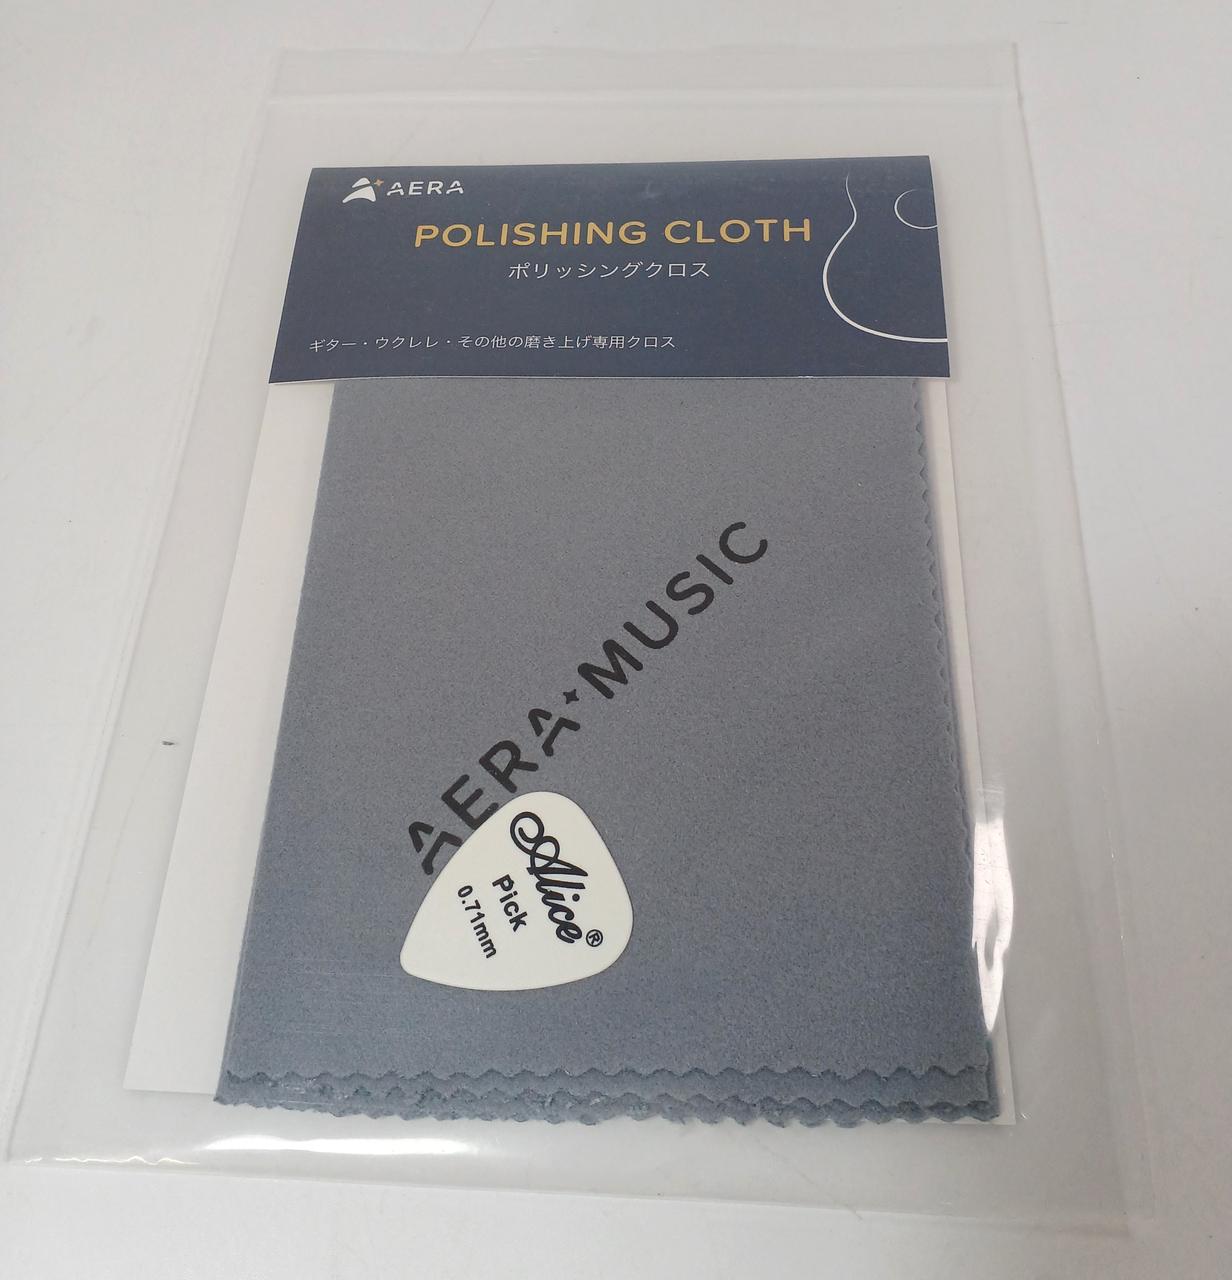 AERA
POLISHING CLOTH
ポリッシングクロス
ギター・ウクレレ・その他の磨き上げ専用クロス
AERA MUSIC
Alice®
Pick
0.71mm